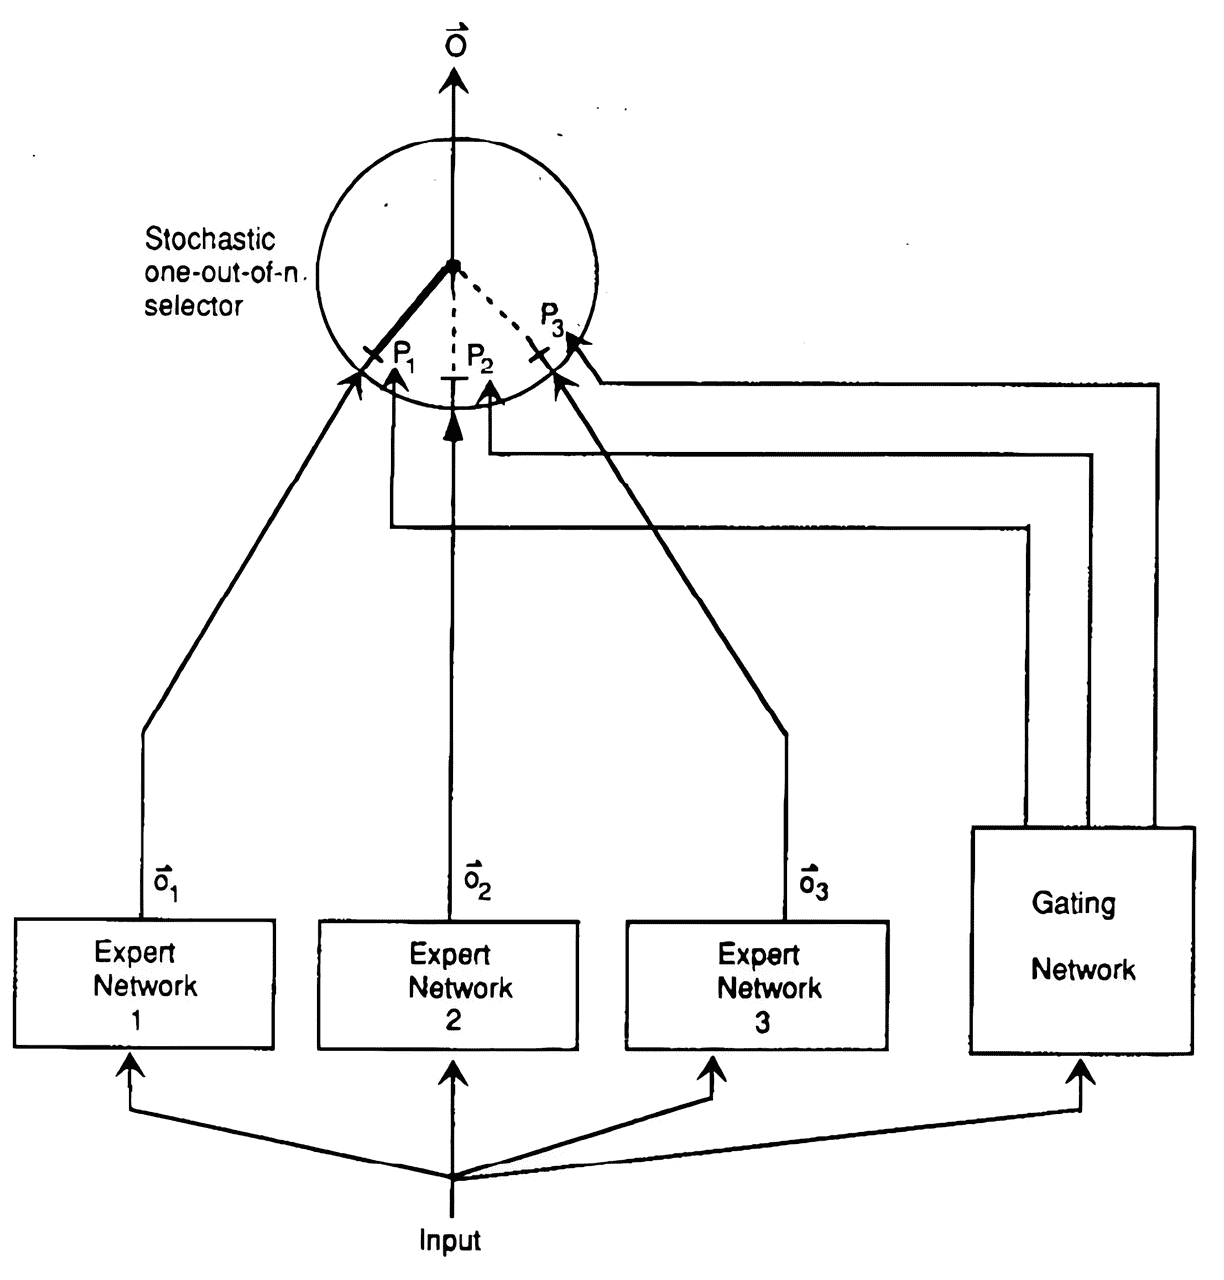 O⃗
Stochastic
one-out-of-n
selector
P₁
P₂
P₃
o⃗₁
o⃗₂
o⃗₃
Expert
Network
1
Expert
Network
2
Expert
Network
3
Gating
Network
Input